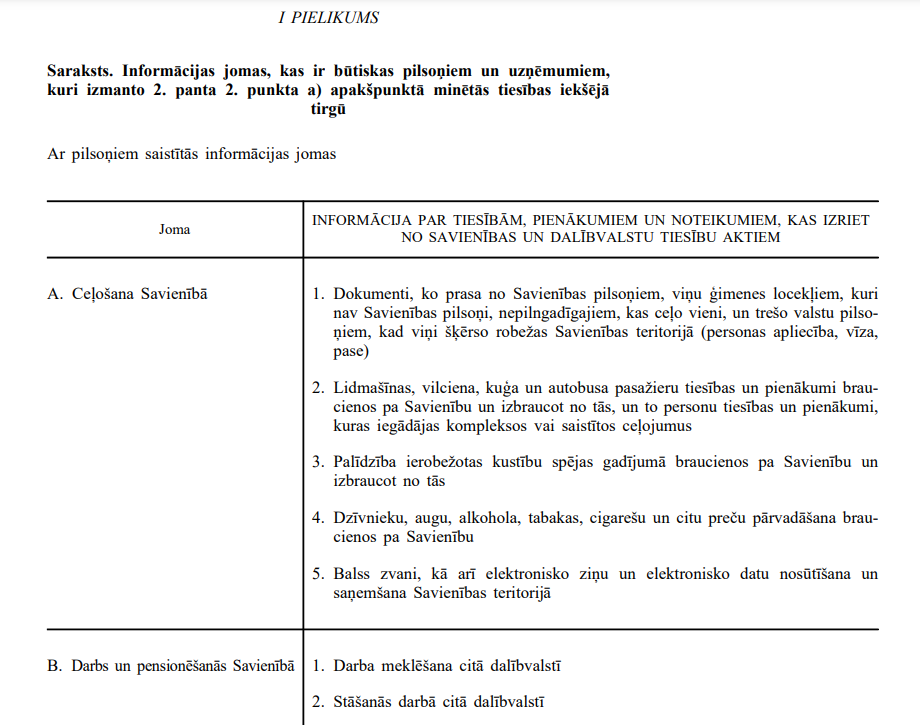 I PIELIKUMS
Saraksts. Informācijas jomas, kas ir būtiskas pilsoņiem un uzņēmumiem,
kuri izmanto 2. panta 2. punkta a) apakšpunktā minētās tiesības iekšējā
tirgū
Ar pilsoņiem saistītās informācijas jomas
Joma
INFORMĀCIJA PAR TIESĪBĀM, PIENĀKUMIEM UN NOTEIKUMIEM, KAS IZRIET
NO SAVIENĪBAS UN DALĪBVALSTU TIESĪBU AKTIEM
A. Ceļošana Savienībā
1. Dokumenti, ko prasa no Savienības pilsoņiem, viņu ģimenes locekļiem, kuri
nav Savienības pilsoņi, nepilngadīgajiem, kas ceļo vieni, un trešo valstu pilso-
ņiem, kad viņi šķērso robežas Savienības teritorijā (personas apliecība, vīza,
pase)
2. Lidmašīnas, vilciena, kuģa un autobusa pasažieru tiesības un pienākumi brau-
cienos pa Savienību un izbraucot no tās, un to personu tiesības un pienākumi,
kuras iegādājas kompleksos vai saistītos ceļojumus
3. Palīdzība ierobežotas kustību spējas gadījumā braucienos pa Savienību un
izbraucot no tās
4. Dzīvnieku, augu, alkohola, tabakas, cigarešu un citu preču pārvadāšana brau-
cienos pa Savienību
5. Balss zvani, kā arī elektronisko ziņu un elektronisko datu nosūtīšana un
saņemšana Savienības teritorijā
B. Darbs un pensionēšanās Savienībā
1. Darba meklēšana citā dalībvalstī
2. Stāšanās darbā citā dalībvalstī